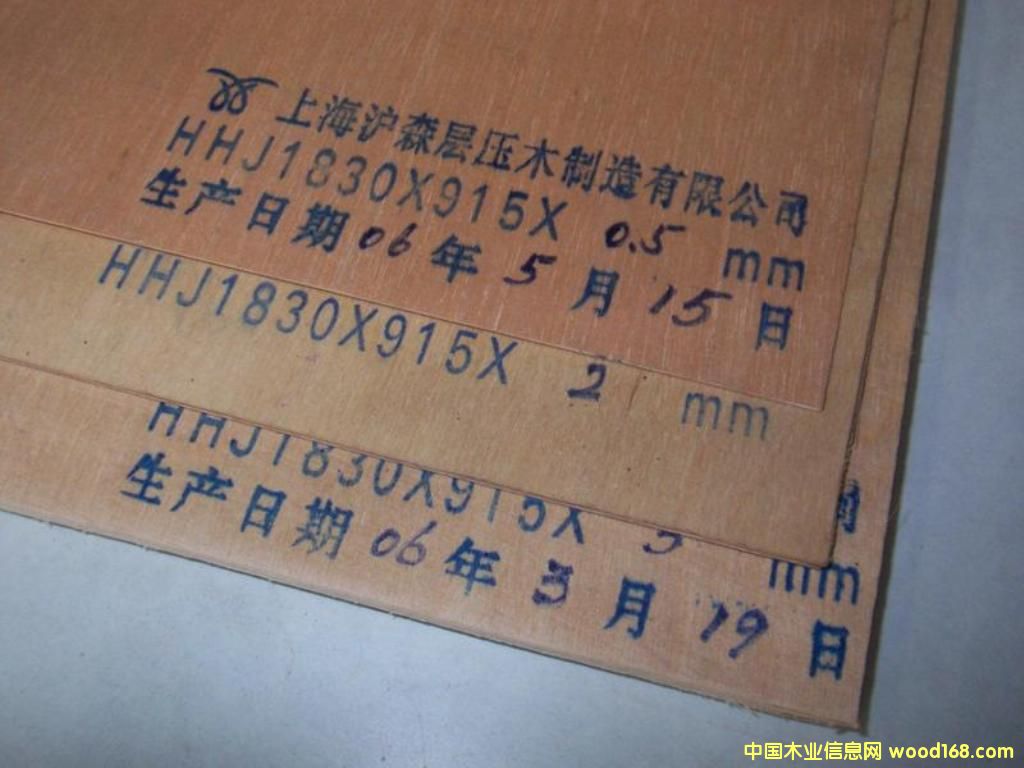 上海沪森层压木制造有限公司
HHJ1830X915X 0.5 mm
生产日期06年5月15日
HHJ1830X915X 2 mm
HHJ1830X915X 3 mm
生产日期06年3月19日
中国木业信息网 wood168.com